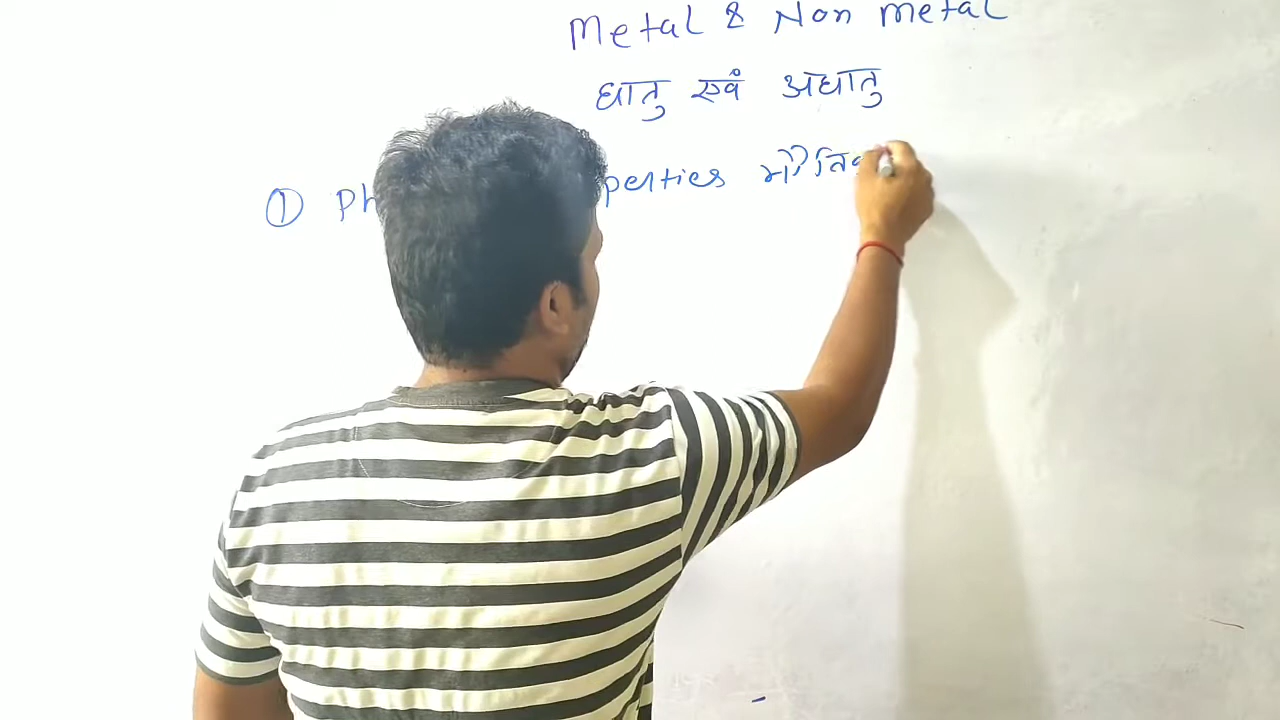 Metal & Non metal
धातु एवं अधातु
① Ph perties भौति